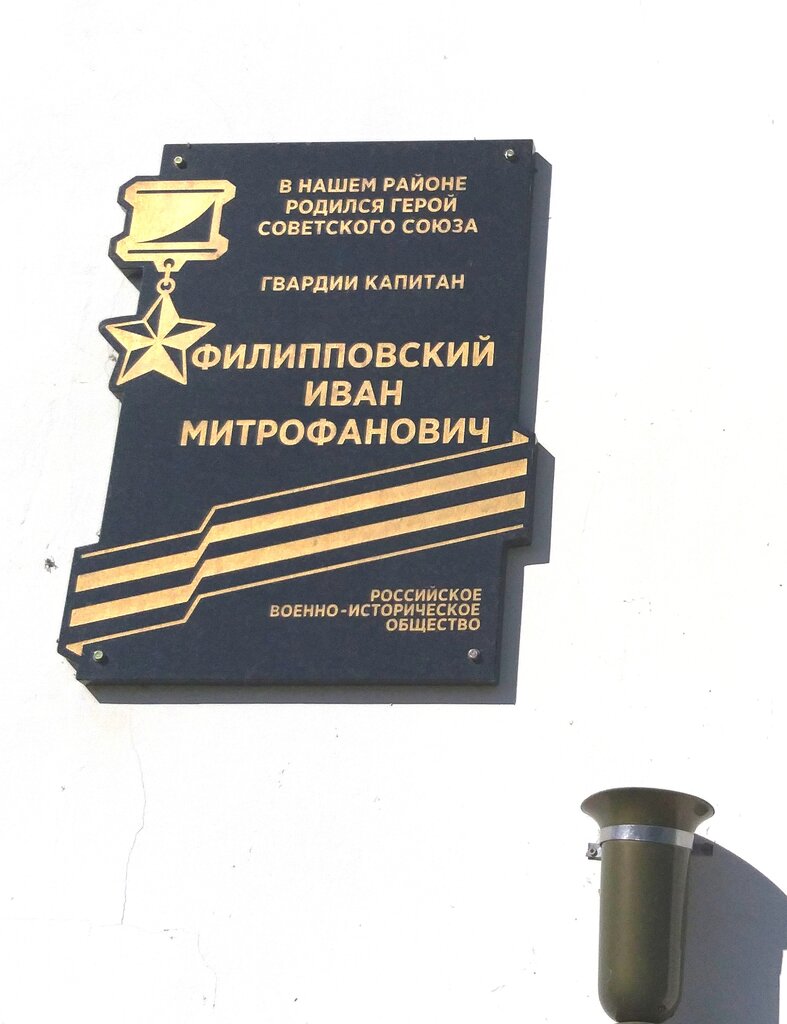 В НАШЕМ РАЙОНЕ
РОДИЛСЯ ГЕРОЙ
СОВЕТСКОГО СОЮЗА
ГВАРДИИ КАПИТАН
ФИЛИППОВСКИЙ
ИВАН
МИТРОФАНОВИЧ
РОССИЙСКОЕ
ВОЕННО-ИСТОРИЧЕСКОЕ
ОБЩЕСТВО